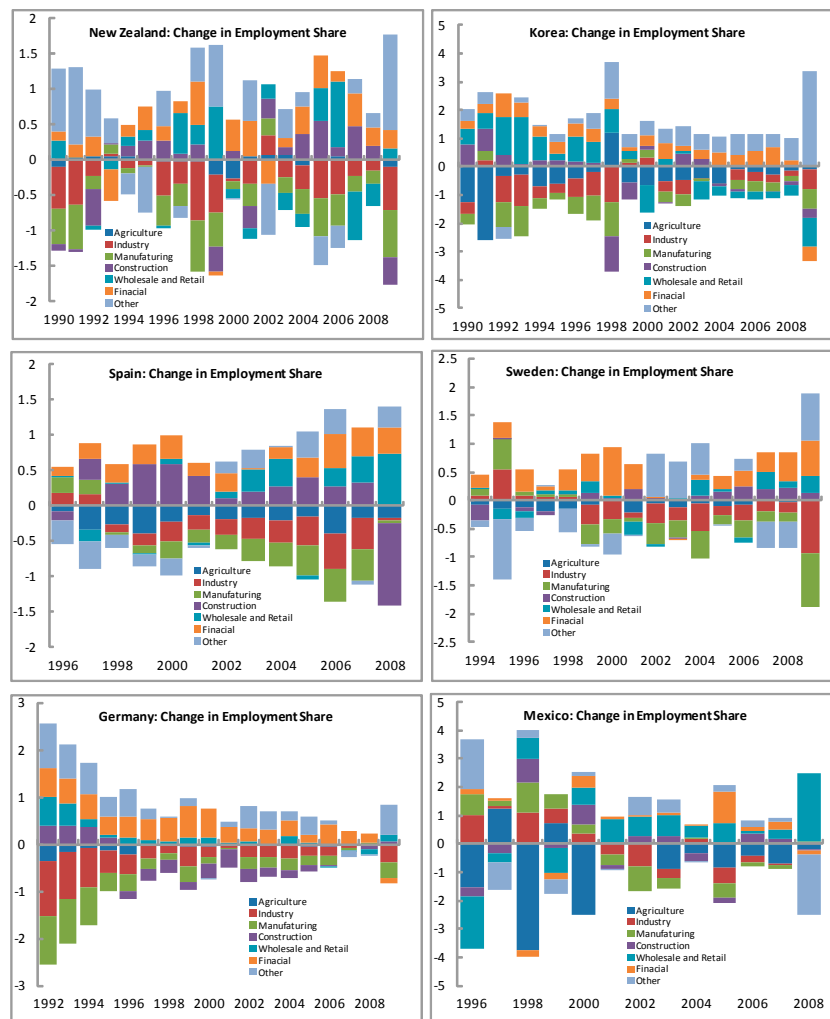 New Zealand: Change in Employment Share
2
1.5
1
0.5
0
-0.5
-1
-1.5
-2
Agriculture
Industry
Manufaturing
Construction
Wholesale and Retail
Finacial
Other
1990 1992 1994 1996 1998 2000 2002 2004 2006 2008
Korea: Change in Employment Share
5
4
3
2
1
0
-1
-2
-3
-4
-5
Agriculture
Industry
Manufaturing
Construction
Wholesale and Retail
Finacial
Other
1990 1992 1994 1996 1998 2000 2002 2004 2006 2008
Spain: Change in Employment Share
2
1.5
1
0.5
0
-0.5
-1
-1.5
-2
Agriculture
Industry
Manufaturing
Construction
Wholesale and Retail
Finacial
Other
1996 1998 2000 2002 2004 2006 2008
Sweden: Change in Employment Share
2.5
2
1.5
1
0.5
0
-0.5
-1
-1.5
-2
-2.5
Agriculture
Industry
Manufaturing
Construction
Wholesale and Retail
Finacial
Other
1994 1996 1998 2000 2002 2004 2006 2008
Germany: Change in Employment Share
3
2
1
0
-1
-2
-3
Agriculture
Industry
Manufaturing
Construction
Wholesale and Retail
Finacial
Other
1992 1994 1996 1998 2000 2002 2004 2006 2008
Mexico: Change in Employment Share
5
4
3
2
1
0
-1
-2
-3
-4
-5
Agriculture
Industry
Manufaturing
Construction
Wholesale and Retail
Finacial
Other
1996 1998 2000 2002 2004 2006 2008